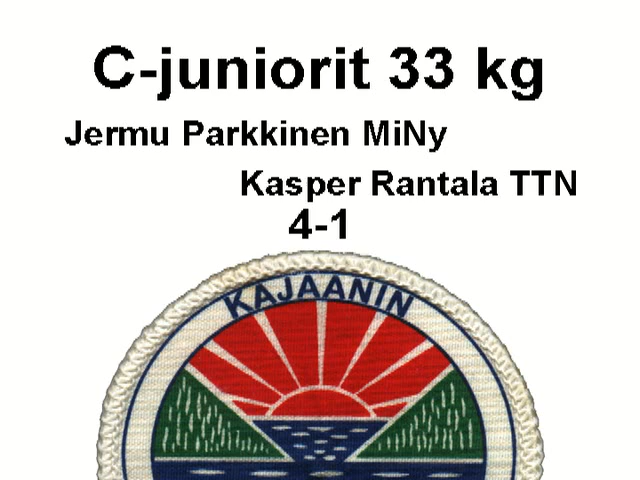 C-juniorit 33 kg
Jermu Parkkinen MiNy
Kasper Rantala TTN
4-1
KAJAANIN